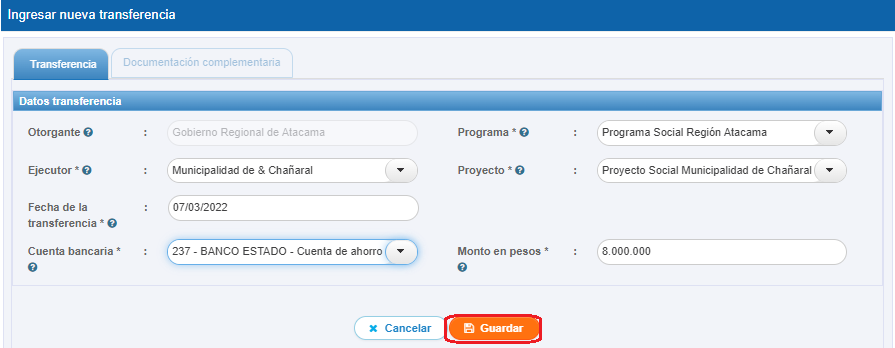 Ingresar nueva transferencia
Transferencia
Documentación complementaria
Datos transferencia
Otorgante : Gobierno Regional de Atacama
Programa * : Programa Social Región Atacama
Ejecutor * : Municipalidad de & Chañaral
Proyecto * : Proyecto Social Municipalidad de Chañaral
Fecha de la
transferencia * : 07/03/2022
Cuenta bancaria * : 237 - BANCO ESTADO - Cuenta de ahorro
Monto en pesos * : 8.000.000
Cancelar
Guardar